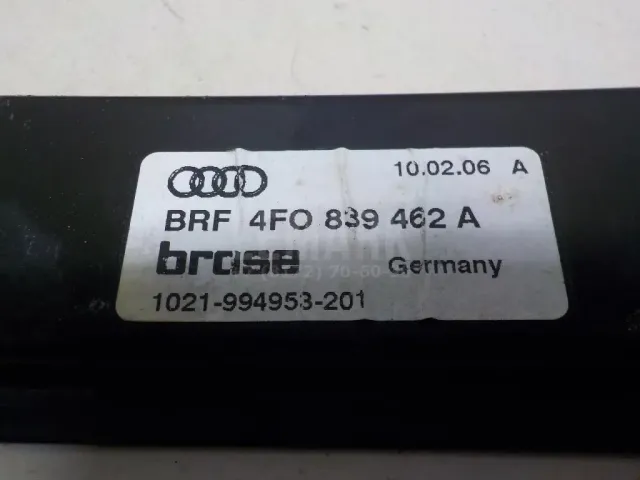 10.02.06 A
BRF 4F0 839 462 A
brose
Germany
1021-994953-201